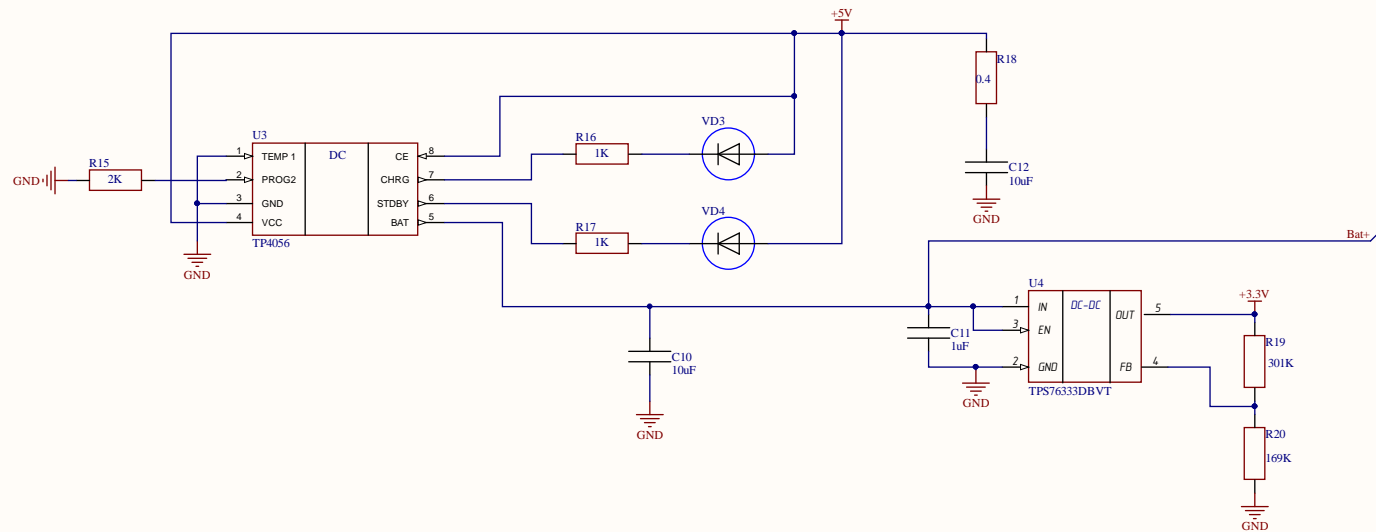 +5V
R18
0.4
C12
10uF
GND
U3
DC
1
TEMP 1
2
PROG2
3
GND
4
VCC
CE
8
CHRG
7
STDBY
6
BAT
5
TP4056
R15
2K
GND
GND
R16
1K
VD3
R17
1K
VD4
Bat+
C10
10uF
GND
C11
1uF
GND
U4
DC-DC
1
IN
3
EN
2
GND
OUT
5
FB
4
TPS76333DBVT
+3.3V
R19
301K
R20
169K
GND